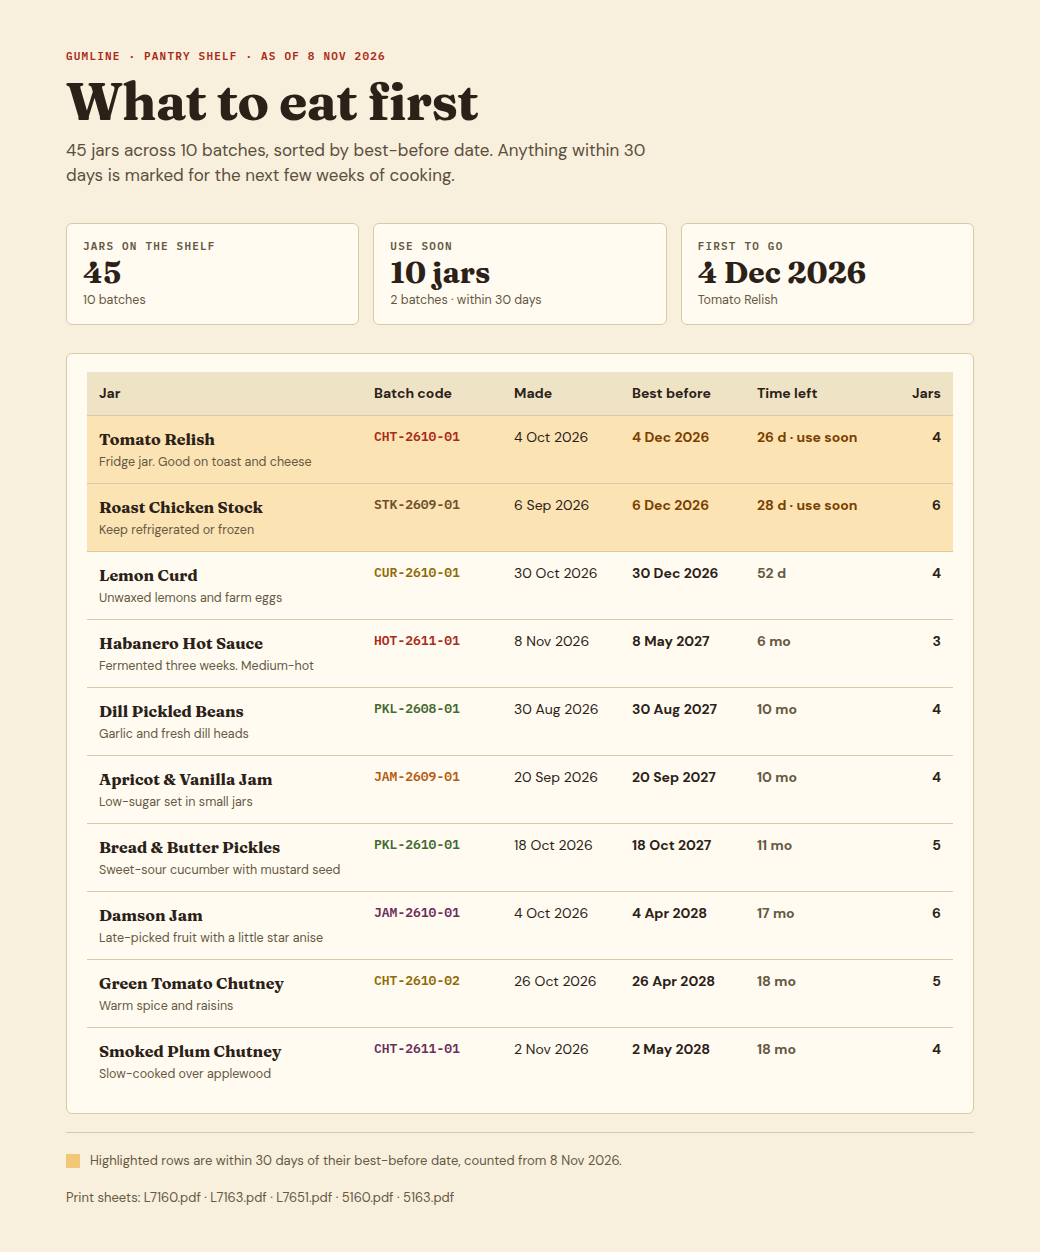 GUMLINE · PANTRY SHELF · AS OF 8 NOV 2026
What to eat first
45 jars across 10 batches, sorted by best-before date. Anything within 30
days is marked for the next few weeks of cooking.
JARS ON THE SHELF
45
10 batches
USE SOON
10 jars
2 batches · within 30 days
FIRST TO GO
4 Dec 2026
Tomato Relish
Jar Batch code Made Best before Time left Jars
Tomato Relish CHT-2610-01 4 Oct 2026 4 Dec 2026 26 d · use soon 4
Fridge jar. Good on toast and cheese
Roast Chicken Stock STK-2609-01 6 Sep 2026 6 Dec 2026 28 d · use soon 6
Keep refrigerated or frozen
Lemon Curd CUR-2610-01 30 Oct 2026 30 Dec 2026 52 d 4
Unwaxed lemons and farm eggs
Habanero Hot Sauce HOT-2611-01 8 Nov 2026 8 May 2027 6 mo 3
Fermented three weeks. Medium-hot
Dill Pickled Beans PKL-2608-01 30 Aug 2026 30 Aug 2027 10 mo 4
Garlic and fresh dill heads
Apricot & Vanilla Jam JAM-2609-01 20 Sep 2026 20 Sep 2027 10 mo 4
Low-sugar set in small jars
Bread & Butter Pickles PKL-2610-01 18 Oct 2026 18 Oct 2027 11 mo 5
Sweet-sour cucumber with mustard seed
Damson Jam JAM-2610-01 4 Oct 2026 4 Apr 2028 17 mo 6
Late-picked fruit with a little star anise
Green Tomato Chutney CHT-2610-02 26 Oct 2026 26 Apr 2028 18 mo 5
Warm spice and raisins
Smoked Plum Chutney CHT-2611-01 2 Nov 2026 2 May 2028 18 mo 4
Slow-cooked over applewood
Highlighted rows are within 30 days of their best-before date, counted from 8 Nov 2026.
Print sheets: L7160.pdf · L7163.pdf · L7651.pdf · 5160.pdf · 5163.pdf